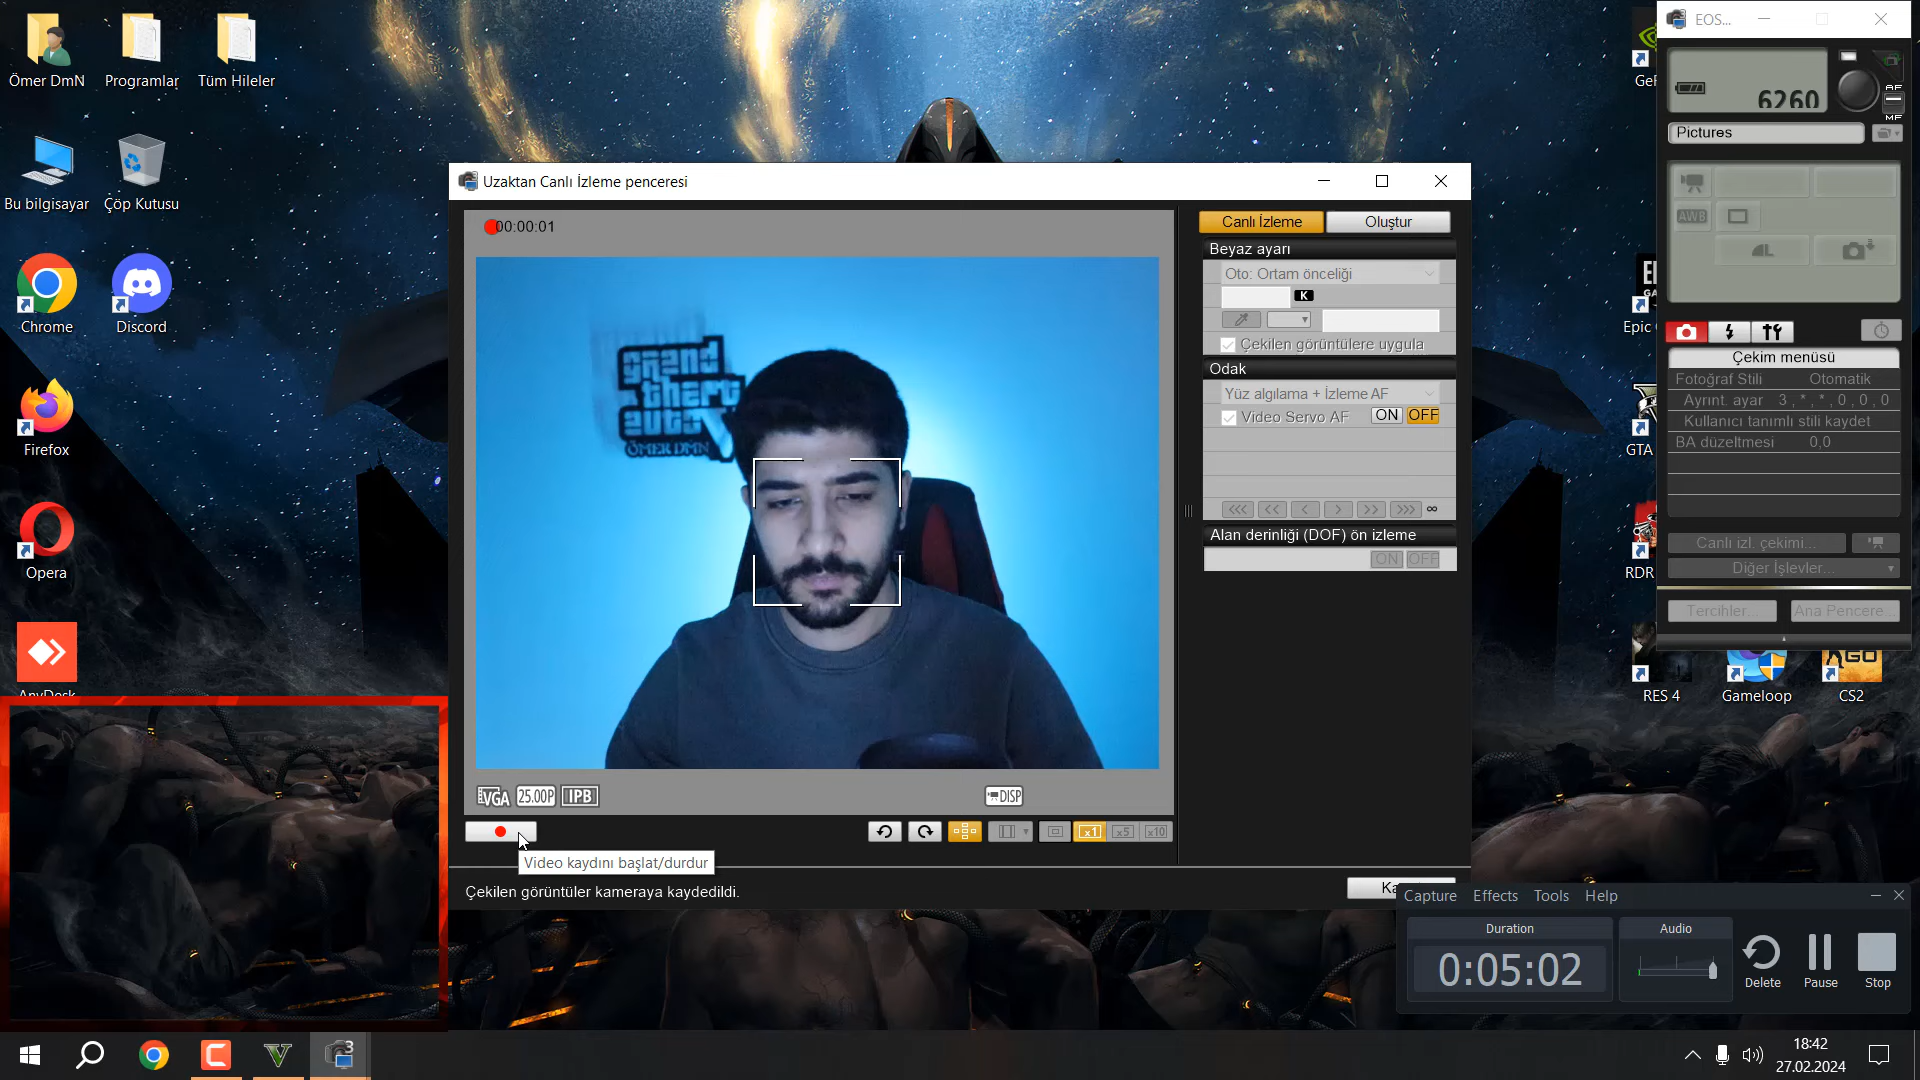 Ömer DmN
Programlar
Tüm Hileler
Bu bilgisayar
Çöp Kutusu
Chrome
Discord
Firefox
Opera
AnyDesk
Uzaktan Canlı İzleme penceresi
00:00:01
grand
theft
auto V
ÖMER DMN
VGA 25.00P IPB
DISP
x1 x5 x10
Video kaydını başlat/durdur
Çekilen görüntüler kameraya kaydedildi.
Canlı İzleme
Oluştur
Beyaz ayarı
Oto: Ortam önceliği
K
Çekilen görüntülere uygula
Odak
Yüz algılama + İzleme AF
Video Servo AF ON OFF
Alan derinliği (DOF) ön izleme
ON OFF
EOS...
6260
AF
MF
Pictures
AWB
Çekim menüsü
Fotoğraf Stili Otomatik
Ayrınt. ayar 3 , * , * , 0 , 0 , 0
Kullanıcı tanımlı stili kaydet
BA düzeltmesi 0,0
Canlı izl. çekimi...
Diğer İşlevler...
Tercihler...
Ana Pencere...
Epic
GTA
RDR
RES 4
Gameloop
GO
CS2
Capture Effects Tools Help
Duration
0:05:02
Audio
Delete
Pause
Stop
3
18:42
27.02.2024